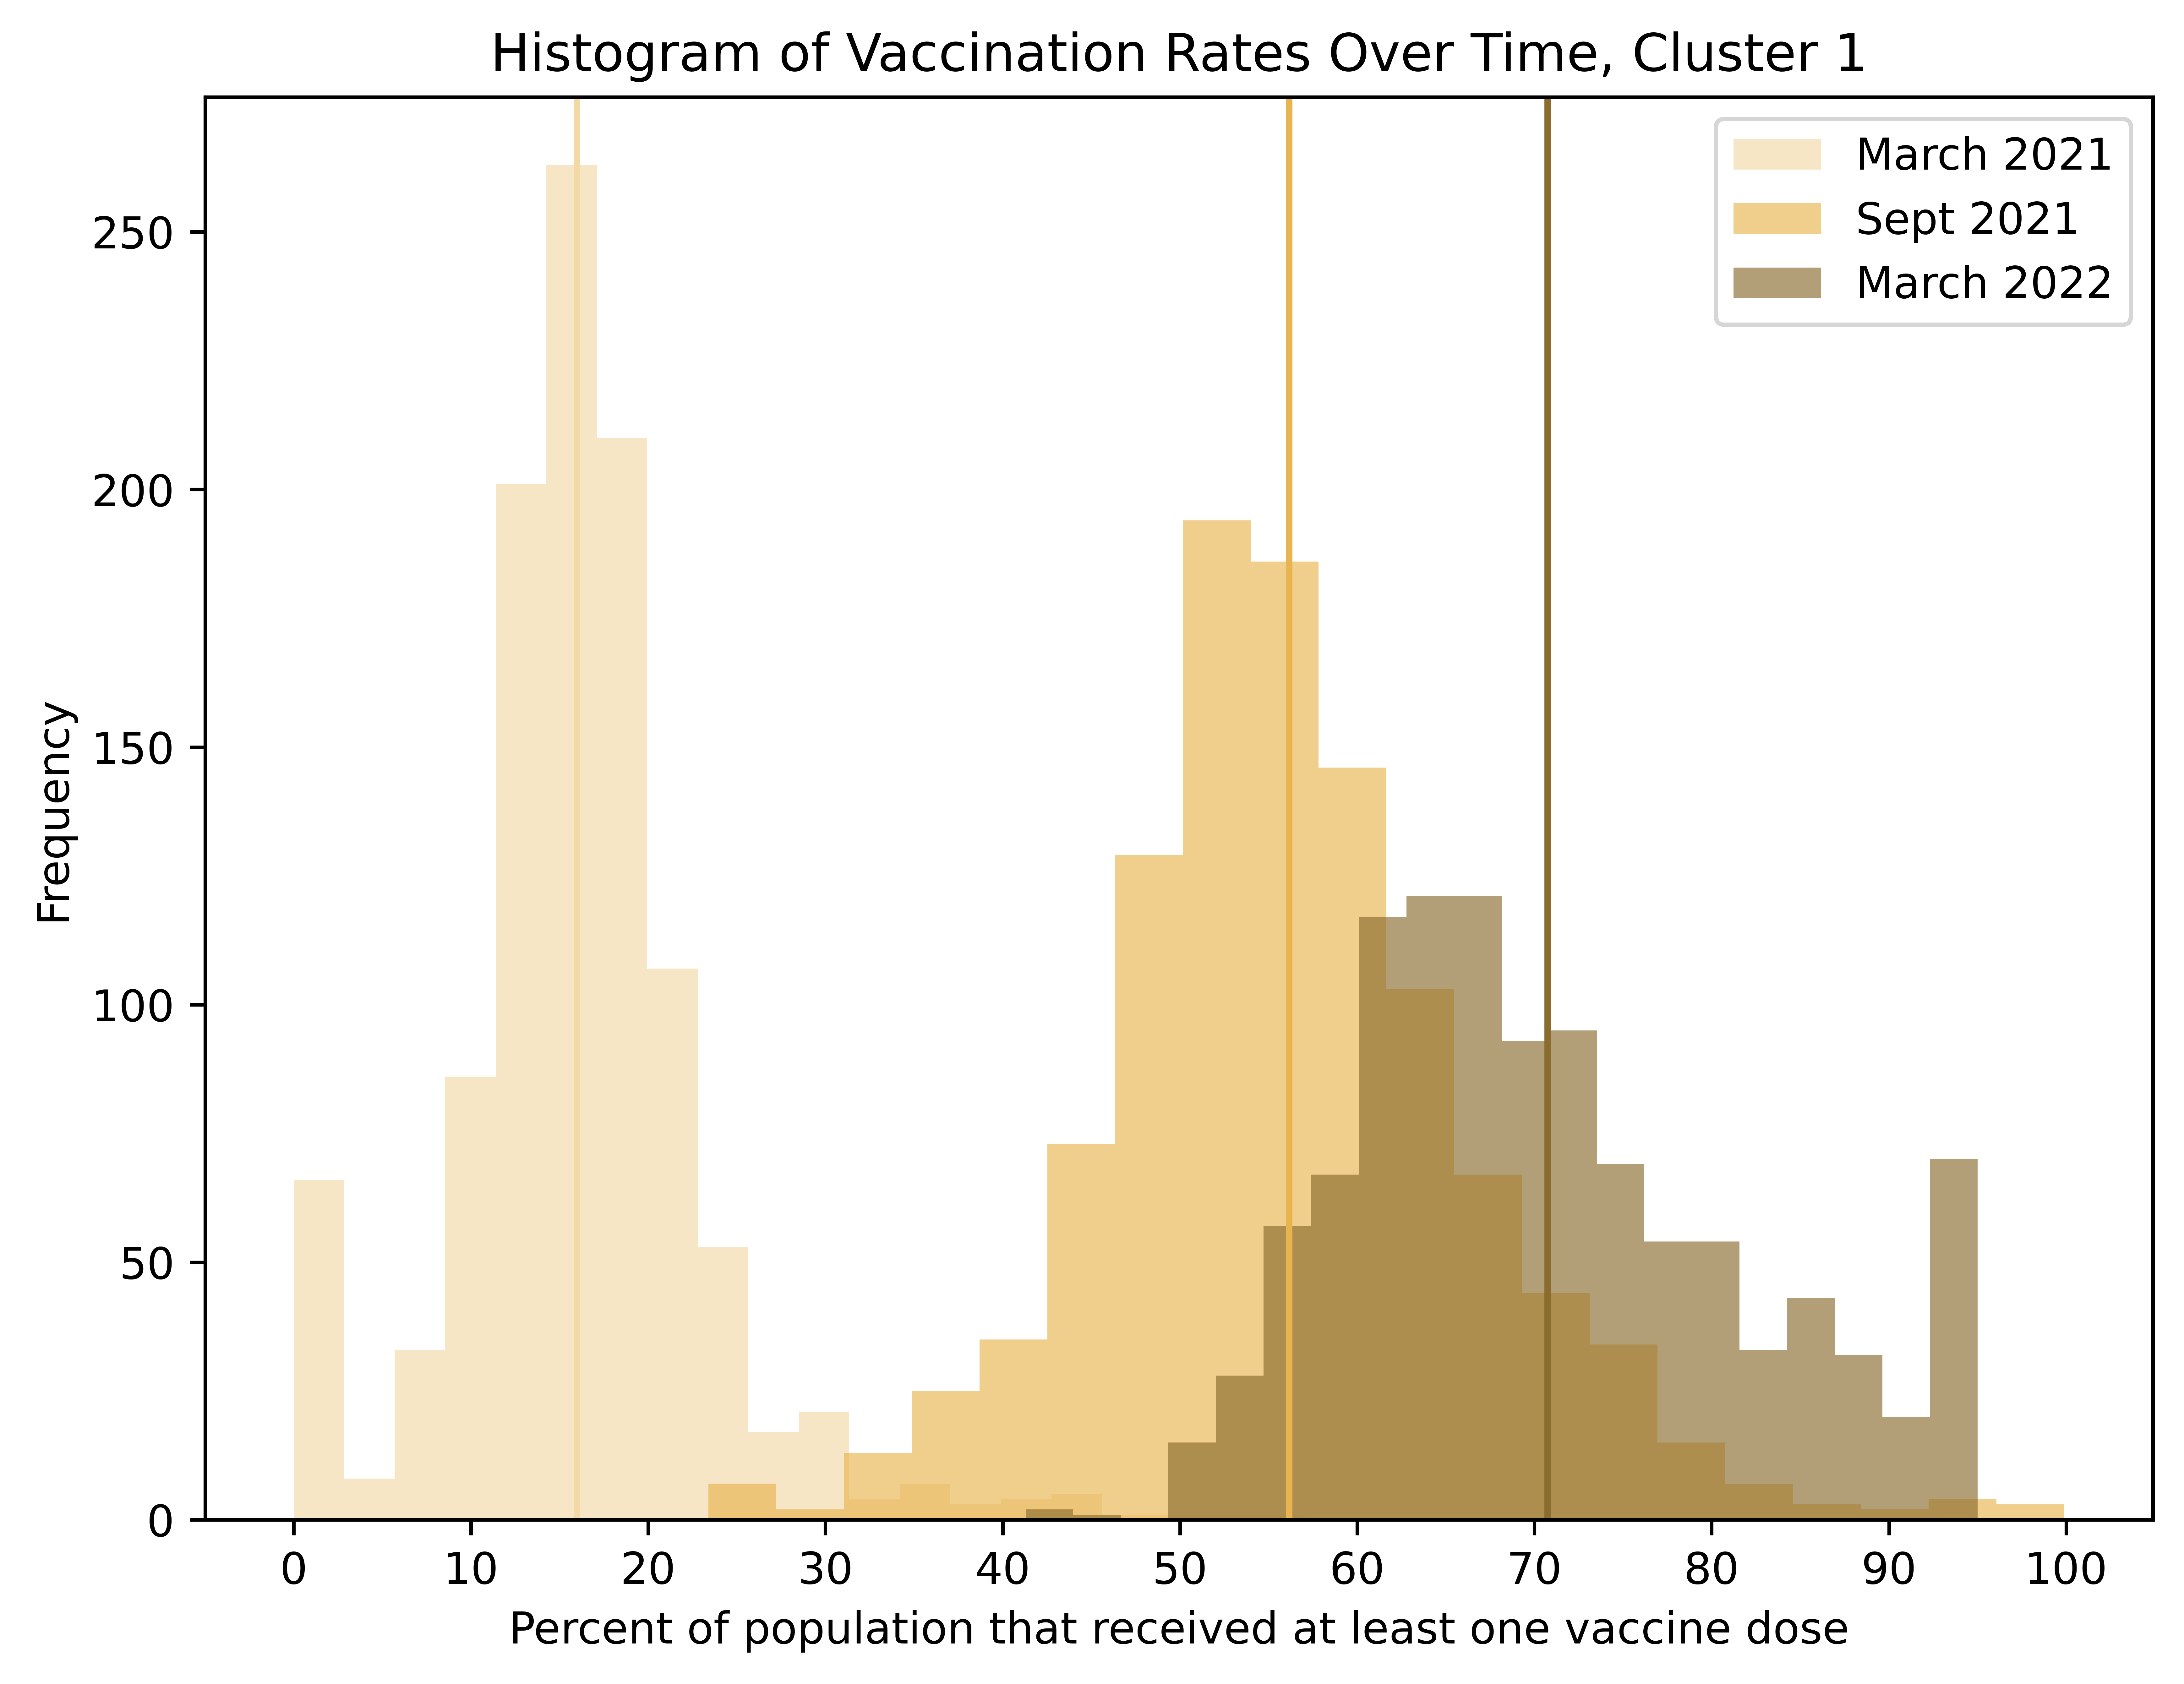 Histogram of Vaccination Rates Over Time, Cluster 1
March 2021
Sept 2021
March 2022
Frequency
250
200
150
100
50
0
0 10 20 30 40 50 60 70 80 90 100
Percent of population that received at least one vaccine dose